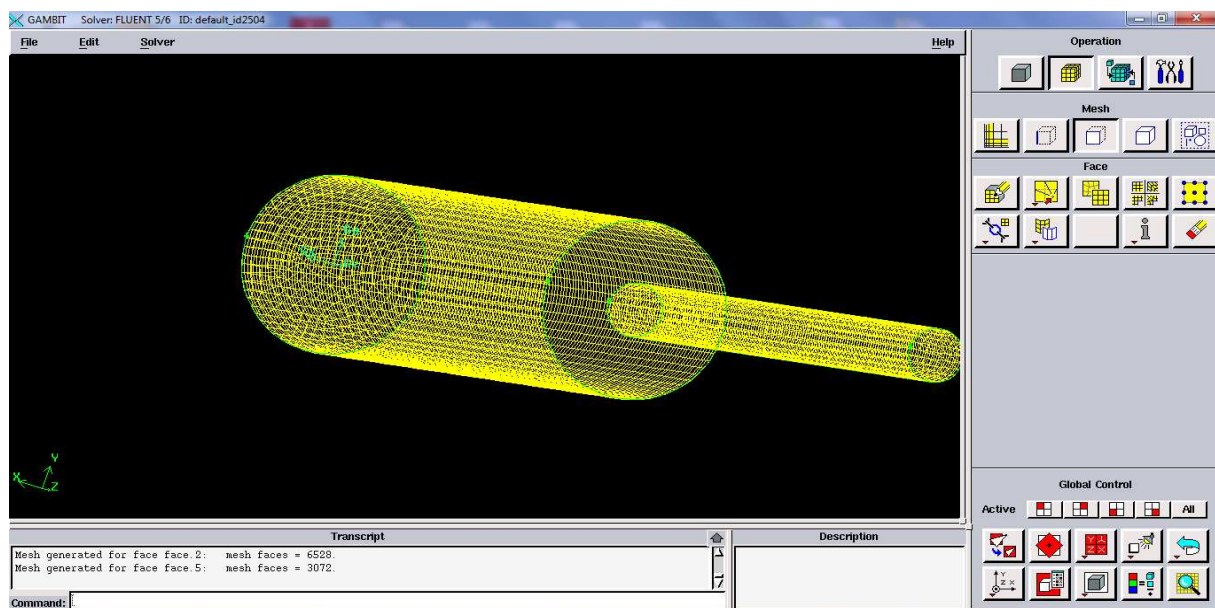 GAMBIT Solver: FLUENT 5/6 ID: default_id2504
File Edit Solver Help
Operation
Mesh
Face
Y
X
Z
Global Control
Active All
Transcript
Description
Mesh generated for face face.2: mesh faces = 6528.
Mesh generated for face face.5: mesh faces = 3072.
Command: